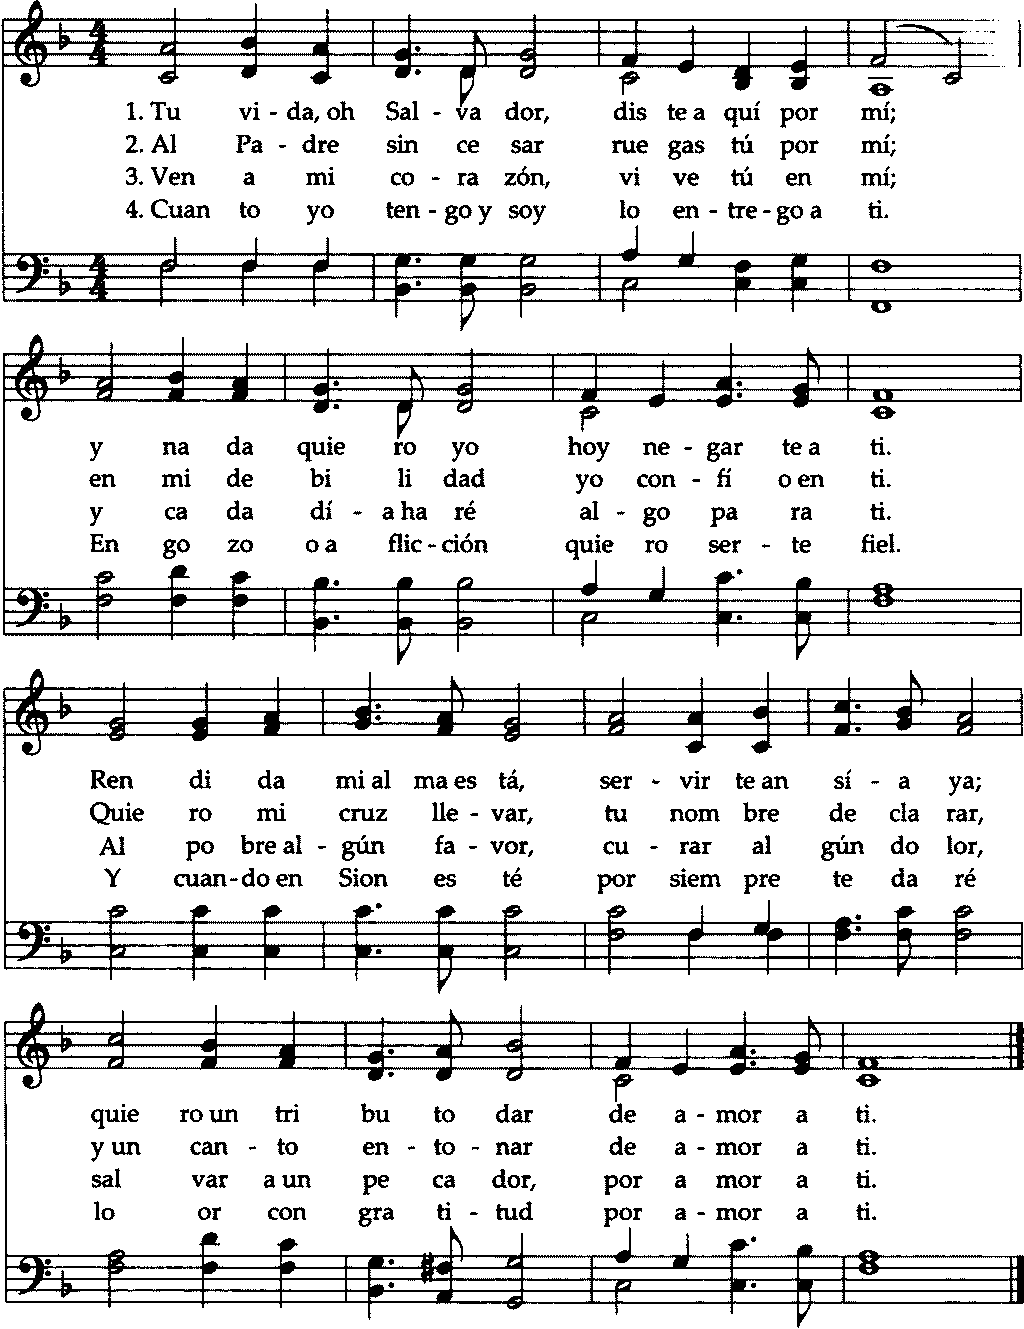 1. Tu vi - da, oh Sal - va dor, dis te a quí por mí;
2. Al Pa - dre sin ce sar rue gas tú por mí;
3. Ven a mi co - ra zón, vi ve tú en mí;
4. Cuan to yo ten - go y soy lo en - tre - go a ti.
y na da quie ro yo hoy ne - gar te a ti.
en mi de bi li dad yo con - fí o en ti.
y ca da dí - a ha ré al - go pa ra ti.
En go zo o a flic - ción quie ro ser - te fiel.
Ren di da mi al ma es tá, ser - vir te an sí - a ya;
Quie ro mi cruz lle - var, tu nom bre de cla rar,
Al po bre al - gún fa - vor, cu - rar al gún do lor,
Y cuan - do en Sion es té por siem pre te da ré
quie ro un tri bu to dar de a - mor a ti.
y un can - to en - to - nar de a - mor a ti.
sal var a un pe ca dor, por a mor a ti.
lo or con gra ti - tud por a - mor a ti.